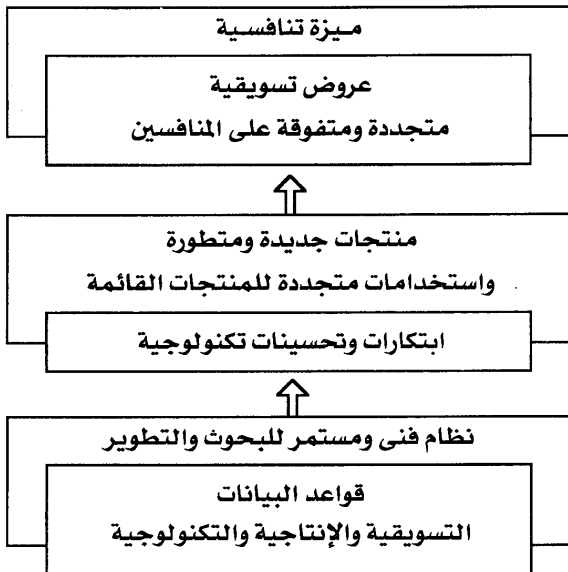 ميزة تنافسية
عروض تسويقية
متجددة ومتفوقة على المنافسين
منتجات جديدة ومتطورة
واستخدامات متجددة للمنتجات القائمة
ابتكارات وتحسينات تكنولوجية
نظام فنى ومستمر للبحوث والتطوير
قواعد البيانات
التسويقية والإنتاجية والتكنولوجية